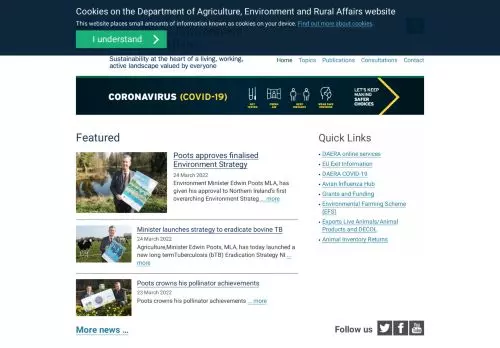 Cookies on the Department of Agriculture, Environment and Rural Affairs website
This website places small amounts of information known as cookies on your device. Find out more about cookies.
I understand
Sustainability at the heart of a living, working,
active landscape valued by everyone
Home Topics Publications Consultations Contact
CORONAVIRUS (COVID-19)
LET'S KEEP
MAKING
SAFER
CHOICES
Featured
Poots approves finalised
Environment Strategy
24 March 2022
Environment Minister Edwin Poots MLA, has
given his approval to Northern Ireland's first
overarching Environment Strateg ... more
Minister launches strategy to eradicate bovine TB
24 March 2022
Agriculture,Minister Edwin Poots, MLA, has today launched a
new long termTuberculosis (bTB) Eradication Strategy NI ...
more
Poots crowns his pollinator achievements
23 March 2022
Poots crowns his pollinator achievements ... more
More news ...
Quick Links
DAERA online services
EU Exit Information
DAERA COVID-19
Avian Influenza Hub
Grants and Funding
Environmental Farming Scheme
(EFS)
Exports Live Animals/Animal
Products and DECOL
Animal Inventory Returns
Follow us